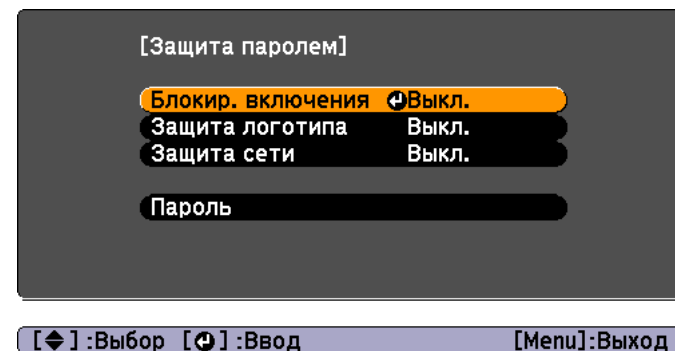 [Защита паролем]
Блокир. включения Выкл.
Защита логотипа Выкл.
Защита сети Выкл.
Пароль
[◆]:Выбор [⏎]:Ввод [Menu]:Выход